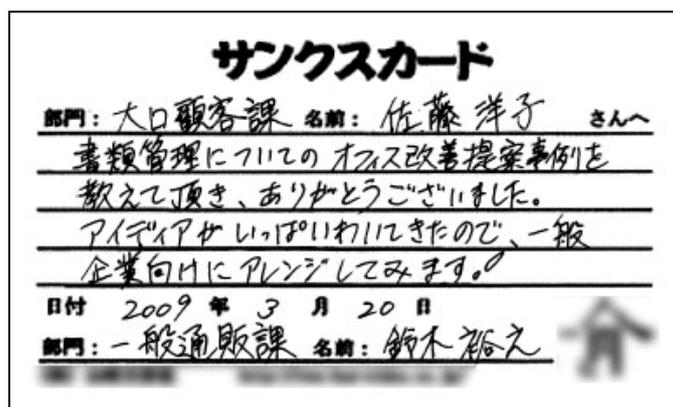 サンクスカード
部門：大口顧客課 名前：佐藤洋子 さんへ
書類管理についてのオフィス改善提案事例を
教えて頂き、ありがとうございました。
アイディアがいっぱいわいてきたので、一般
企業向けにアレンジしてみます。
日付 2009 年 3 月 20 日
部門：一般通販課 名前：鈴木裕之